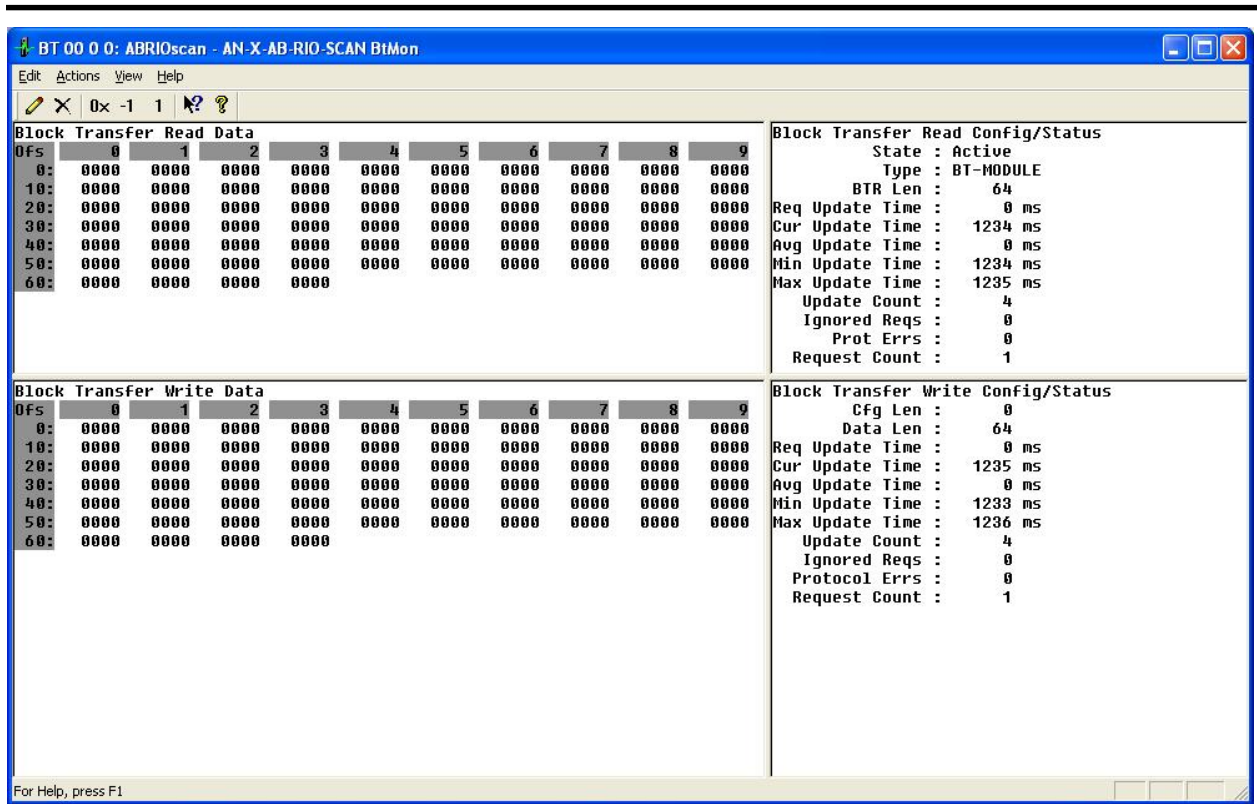 BT 00 0 0: ABRIOscan - AN-X-AB-RIO-SCAN BtMon
Edit Actions View Help
0x -1 1
Block Transfer Read Data
Ofs 0 1 2 3 4 5 6 7 8 9
0: 0000 0000 0000 0000 0000 0000 0000 0000 0000 0000
10: 0000 0000 0000 0000 0000 0000 0000 0000 0000 0000
20: 0000 0000 0000 0000 0000 0000 0000 0000 0000 0000
30: 0000 0000 0000 0000 0000 0000 0000 0000 0000 0000
40: 0000 0000 0000 0000 0000 0000 0000 0000 0000 0000
50: 0000 0000 0000 0000 0000 0000 0000 0000 0000 0000
60: 0000 0000 0000 0000
Block Transfer Read Config/Status
State : Active
Type : BT-MODULE
BTR Len : 64
Req Update Time : 0 ms
Cur Update Time : 1234 ms
Avg Update Time : 0 ms
Min Update Time : 1234 ms
Max Update Time : 1235 ms
Update Count : 4
Ignored Reqs : 0
Prot Errs : 0
Request Count : 1
Block Transfer Write Data
Ofs 0 1 2 3 4 5 6 7 8 9
0: 0000 0000 0000 0000 0000 0000 0000 0000 0000 0000
10: 0000 0000 0000 0000 0000 0000 0000 0000 0000 0000
20: 0000 0000 0000 0000 0000 0000 0000 0000 0000 0000
30: 0000 0000 0000 0000 0000 0000 0000 0000 0000 0000
40: 0000 0000 0000 0000 0000 0000 0000 0000 0000 0000
50: 0000 0000 0000 0000 0000 0000 0000 0000 0000 0000
60: 0000 0000 0000 0000
Block Transfer Write Config/Status
Cfg Len : 0
Data Len : 64
Req Update Time : 0 ms
Cur Update Time : 1235 ms
Avg Update Time : 0 ms
Min Update Time : 1233 ms
Max Update Time : 1236 ms
Update Count : 4
Ignored Reqs : 0
Protocol Errs : 0
Request Count : 1
For Help, press F1